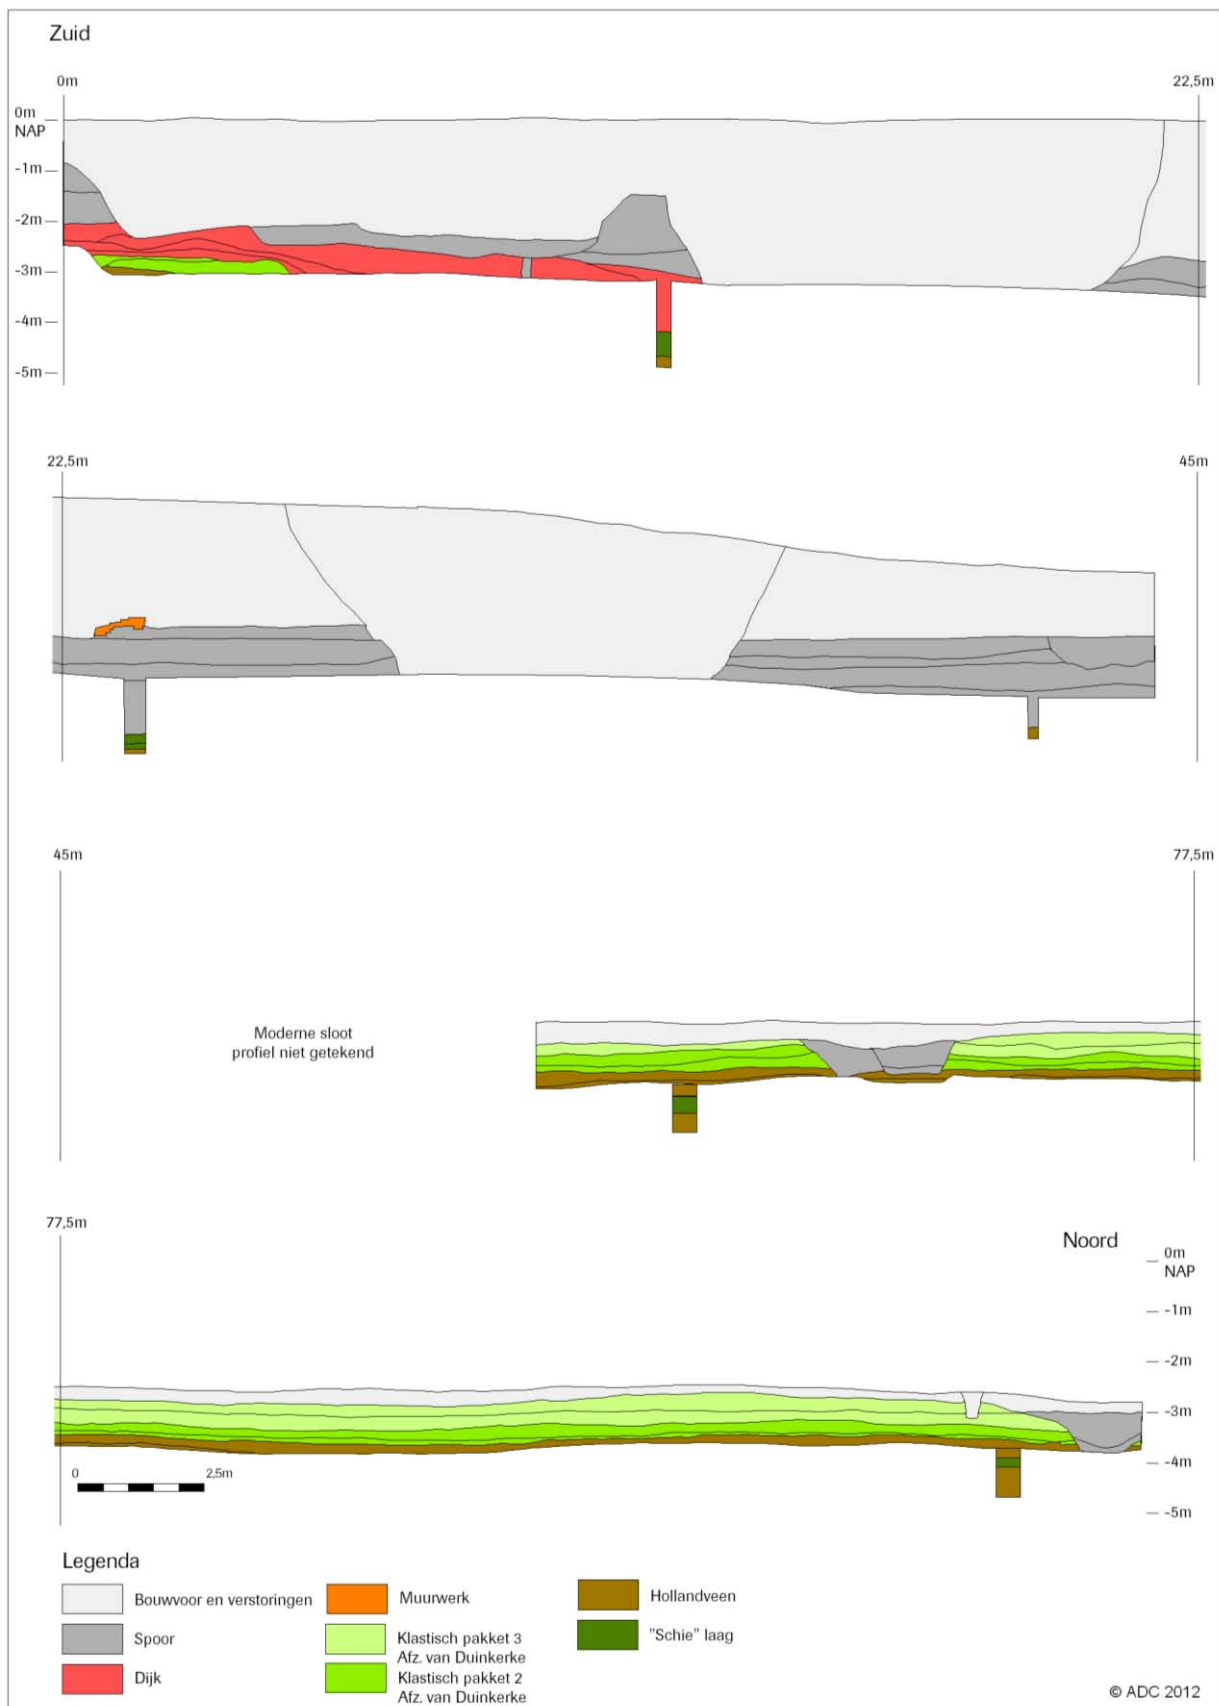 Zuid
0m
22,5m
0m
NAP
-1m
-2m
-3m
-4m
-5m
22,5m
45m
45m
77,5m
Moderne sloot
profiel niet getekend
77,5m
Noord
0m
NAP
-1m
-2m
-3m
-4m
-5m
0
2,5m
Legenda
Bouwvoor en verstoringen
Spoor
Dijk
Muurwerk
Klastisch pakket 3
Afz. van Duinkerke
Klastisch pakket 2
Afz. van Duinkerke
Hollandveen
"Schie" laag
© ADC 2012